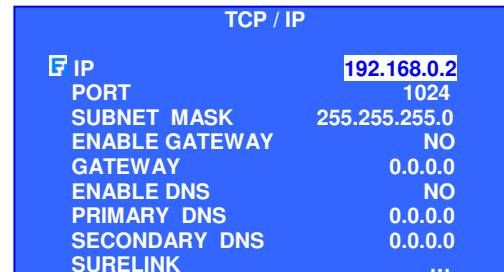 TCP / IP
IP 192.168.0.2
PORT 1024
SUBNET MASK 255.255.255.0
ENABLE GATEWAY NO
GATEWAY 0.0.0.0
ENABLE DNS NO
PRIMARY DNS 0.0.0.0
SECONDARY DNS 0.0.0.0
SURELINK ...